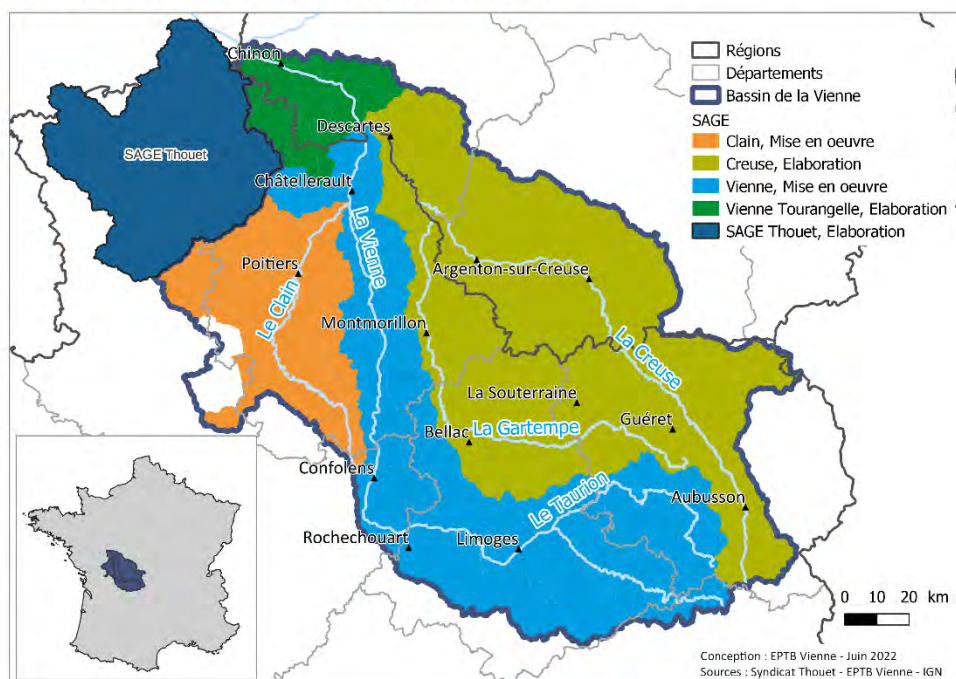 Chinon
Descartes
SAGE Thouet
Châtellerault
La Vienne
Poitiers
Le Clain
Argenton-sur-Creuse
Montmorillon
La Creuse
La Souterraine
Guéret
Bellac
La Gartempe
Confolens
Le Taurion
Aubusson
Rochechouart
Limoges
Régions
Départements
Bassin de la Vienne
SAGE
Clain, Mise en oeuvre
Creuse, Elaboration
Vienne, Mise en oeuvre
Vienne Tourangelle, Elaboration
SAGE Thouet, Elaboration
0 10 20 km
Conception : EPTB Vienne - Juin 2022
Sources : Syndicat Thouet - EPTB Vienne - IGN